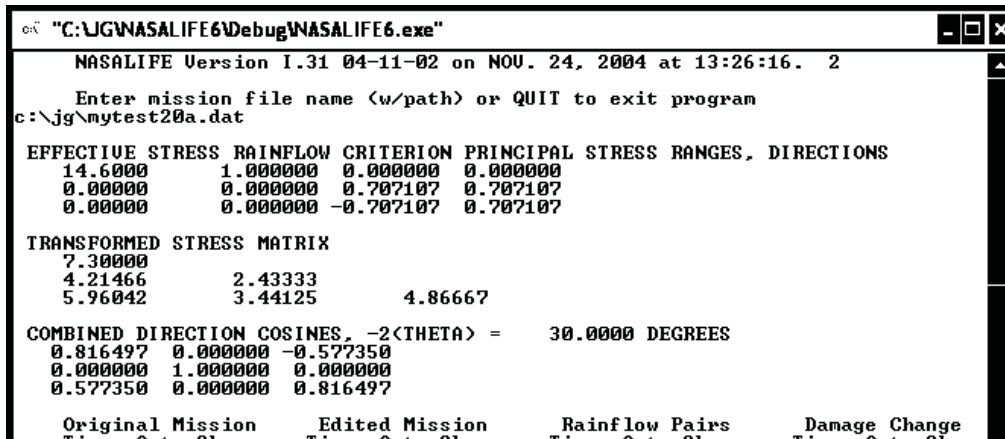 "C:\JG\NASALIFE6\Debug\NASALIFE6.exe"
NASALIFE Version I.31 04-11-02 on NOV. 24, 2004 at 13:26:16. 2
Enter mission file name (w/path) or QUIT to exit program
c:\jg\mytest20a.dat
EFFECTIVE STRESS RAINFLOW CRITERION PRINCIPAL STRESS RANGES, DIRECTIONS
14.6000 1.000000 0.000000 0.000000
0.00000 0.000000 0.707107 0.707107
0.00000 0.000000 -0.707107 0.707107
TRANSFORMED STRESS MATRIX
7.30000
4.21466 2.43333
5.96042 3.44125 4.86667
COMBINED DIRECTION COSINES, -2(THETA) = 30.0000 DEGREES
0.816497 0.000000 -0.577350
0.000000 1.000000 0.000000
0.577350 0.000000 0.816497
Original Mission Edited Mission Rainflow Pairs Damage Change